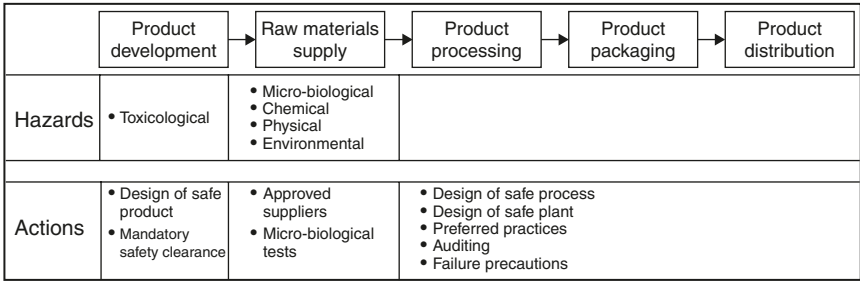 Product
development
Raw materials
supply
Product
processing
Product
packaging
Product
distribution
Hazards
• Toxicological
• Micro-biological
• Chemical
• Physical
• Environmental
Actions
• Design of safe
product
• Mandatory
safety clearance
• Approved
suppliers
• Micro-biological
tests
• Design of safe process
• Design of safe plant
• Preferred practices
• Auditing
• Failure precautions